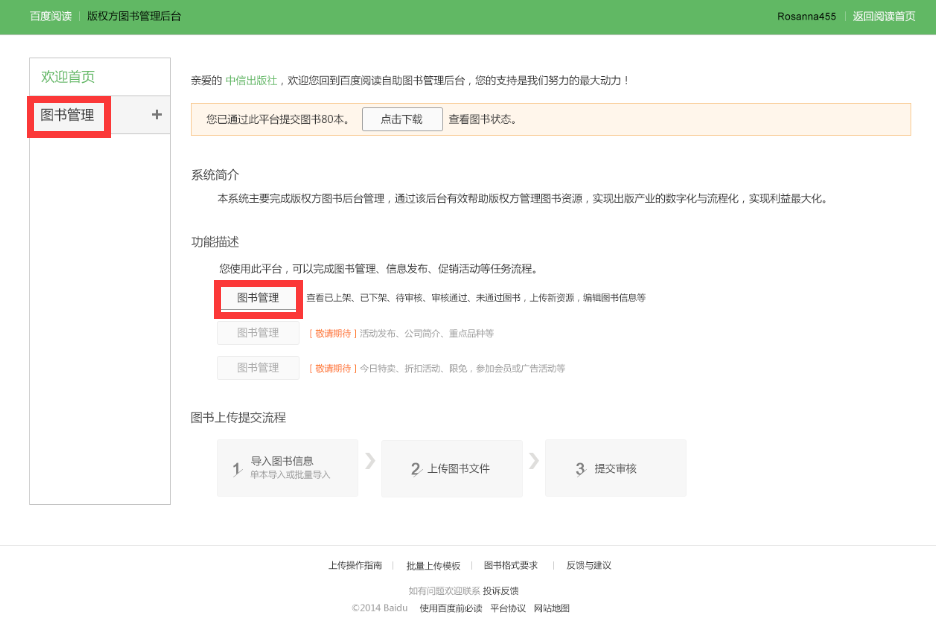 百度阅读 版权方图书管理后台 Rosanna455 返回阅读首页
欢迎首页
图书管理 +
亲爱的 中信出版社，欢迎您回到百度阅读自助图书管理后台，您的支持是我们努力的最大动力！
您已通过此平台提交图书80本。 点击下载 查看图书状态。
系统简介
本系统主要完成版权方图书后台管理，通过该后台有效帮助版权方管理图书资源，实现出版产业的数字化与流程化，实现利益最大化。
功能描述
您使用此平台，可以完成图书管理、信息发布、促销活动等任务流程。
图书管理 查看已上架、已下架、待审核、审核通过、未通过图书，上传新资源，编辑图书信息等
图书管理 [ 敬请期待 ] 活动发布、公司简介、重点品种等
图书管理 [ 敬请期待 ] 今日特卖、折扣活动、限免，参加会员或广告活动等
图书上传提交流程
1 导入图书信息
单本导入或批量导入
2 上传图书文件
3 提交审核
上传操作指南 批量上传模板 图书格式要求 反馈与建议
如有问题欢迎联系 投诉反馈
©2014 Baidu 使用百度前必读 平台协议 网站地图